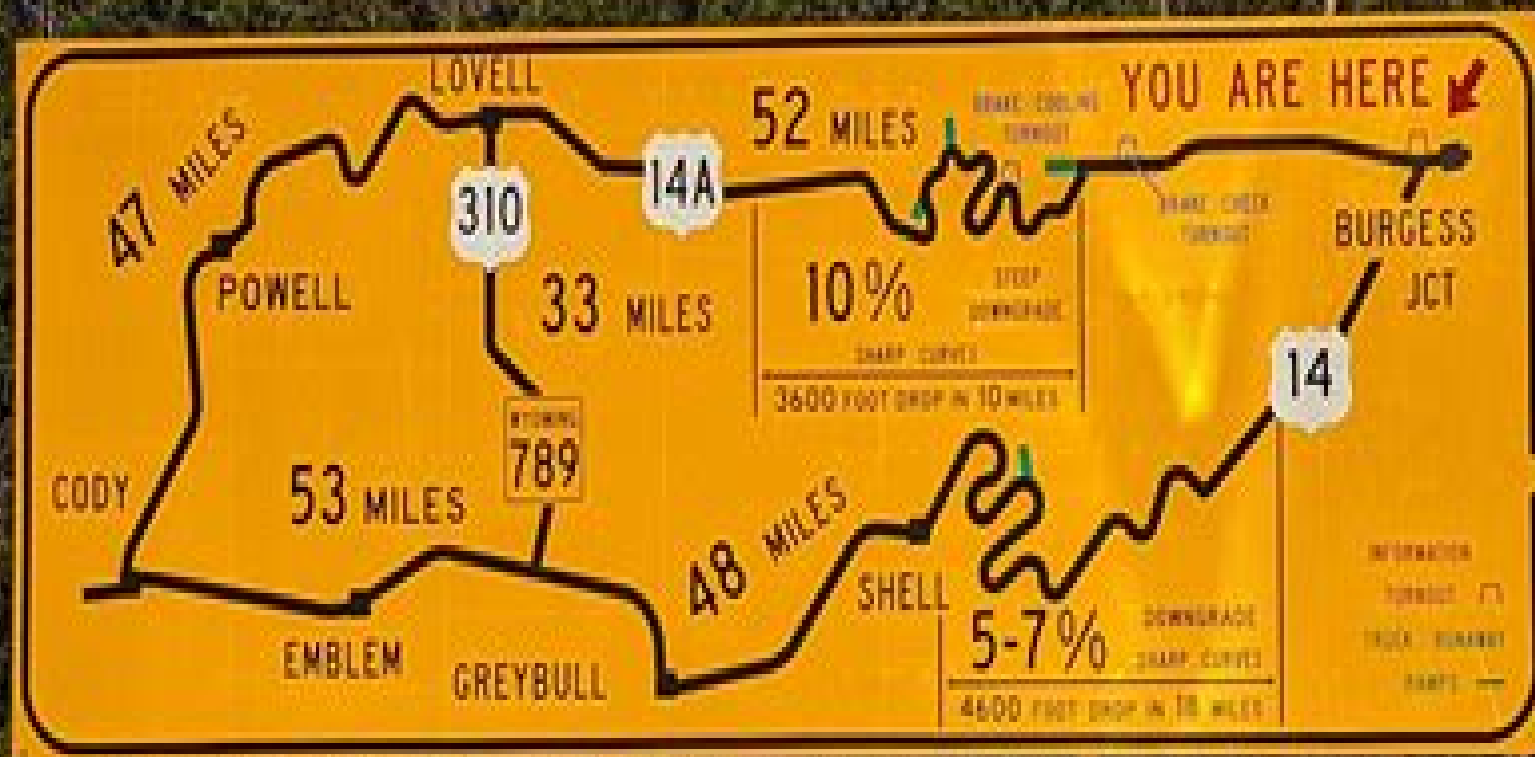 LOVELL
YOU ARE HERE
52 MILES
BRAKE COOLING
TURNOUT
47 MILES
310
14A
BRAKE CHECK
TURNOUT
BURGESS
JCT
POWELL
33 MILES
10%
STEEP
DOWNGRADE
SHARP CURVES
3600 FOOT DROP IN 10 MILES
14
WYOMING
789
CODY
53 MILES
48 MILES
SHELL
5-7%
DOWNGRADE
SHARP CURVES
4600 FOOT DROP IN 18 MILES
EMBLEM
GREYBULL
INFORMATION
TURNOUT
TRUCK RUNAWAY
RAMPS